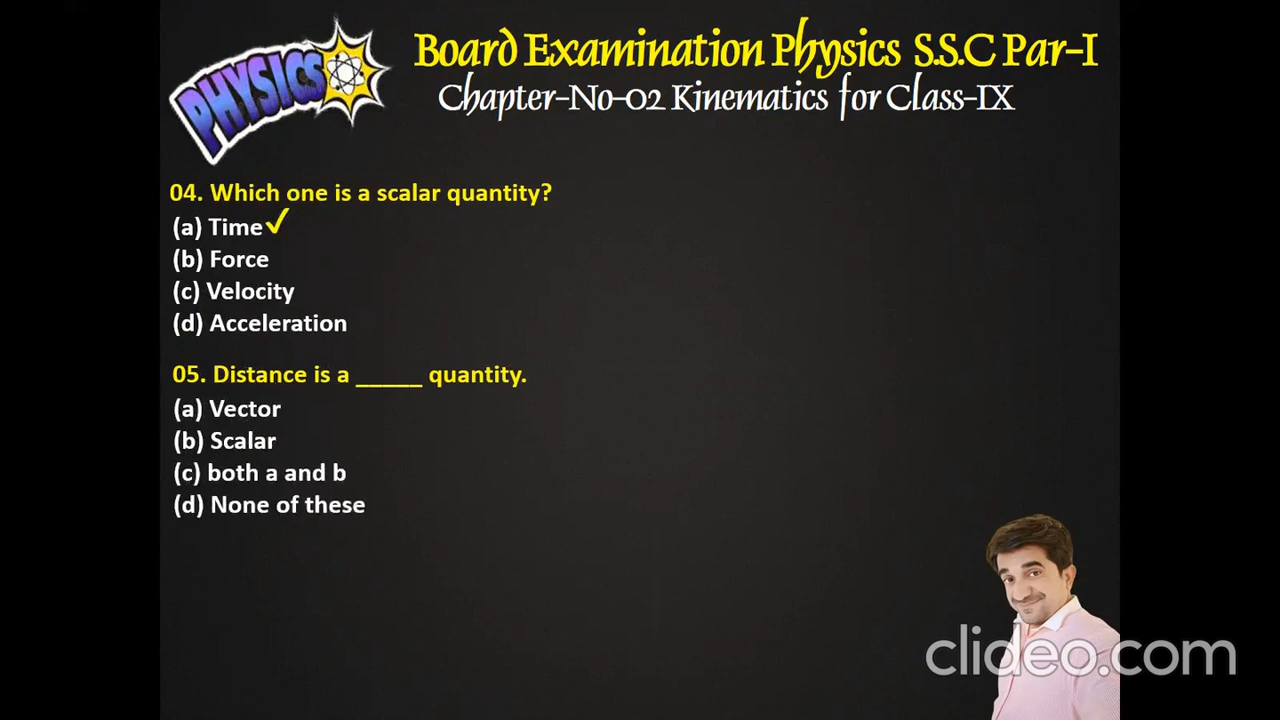 PHYSICS
Board Examination Physics S.S.C Par-I
Chapter-No-02 Kinematics for Class-IX
04. Which one is a scalar quantity?
(a) Time✓
(b) Force
(c) Velocity
(d) Acceleration
05. Distance is a _____ quantity.
(a) Vector
(b) Scalar
(c) both a and b
(d) None of these
clideo.com